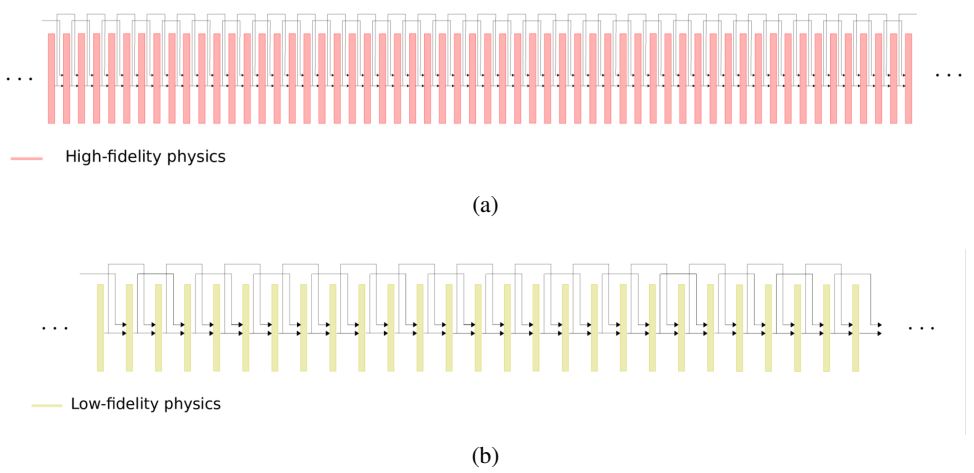 . . .
. . .
High-fidelity physics
(a)
. . .
. . .
Low-fidelity physics
(b)